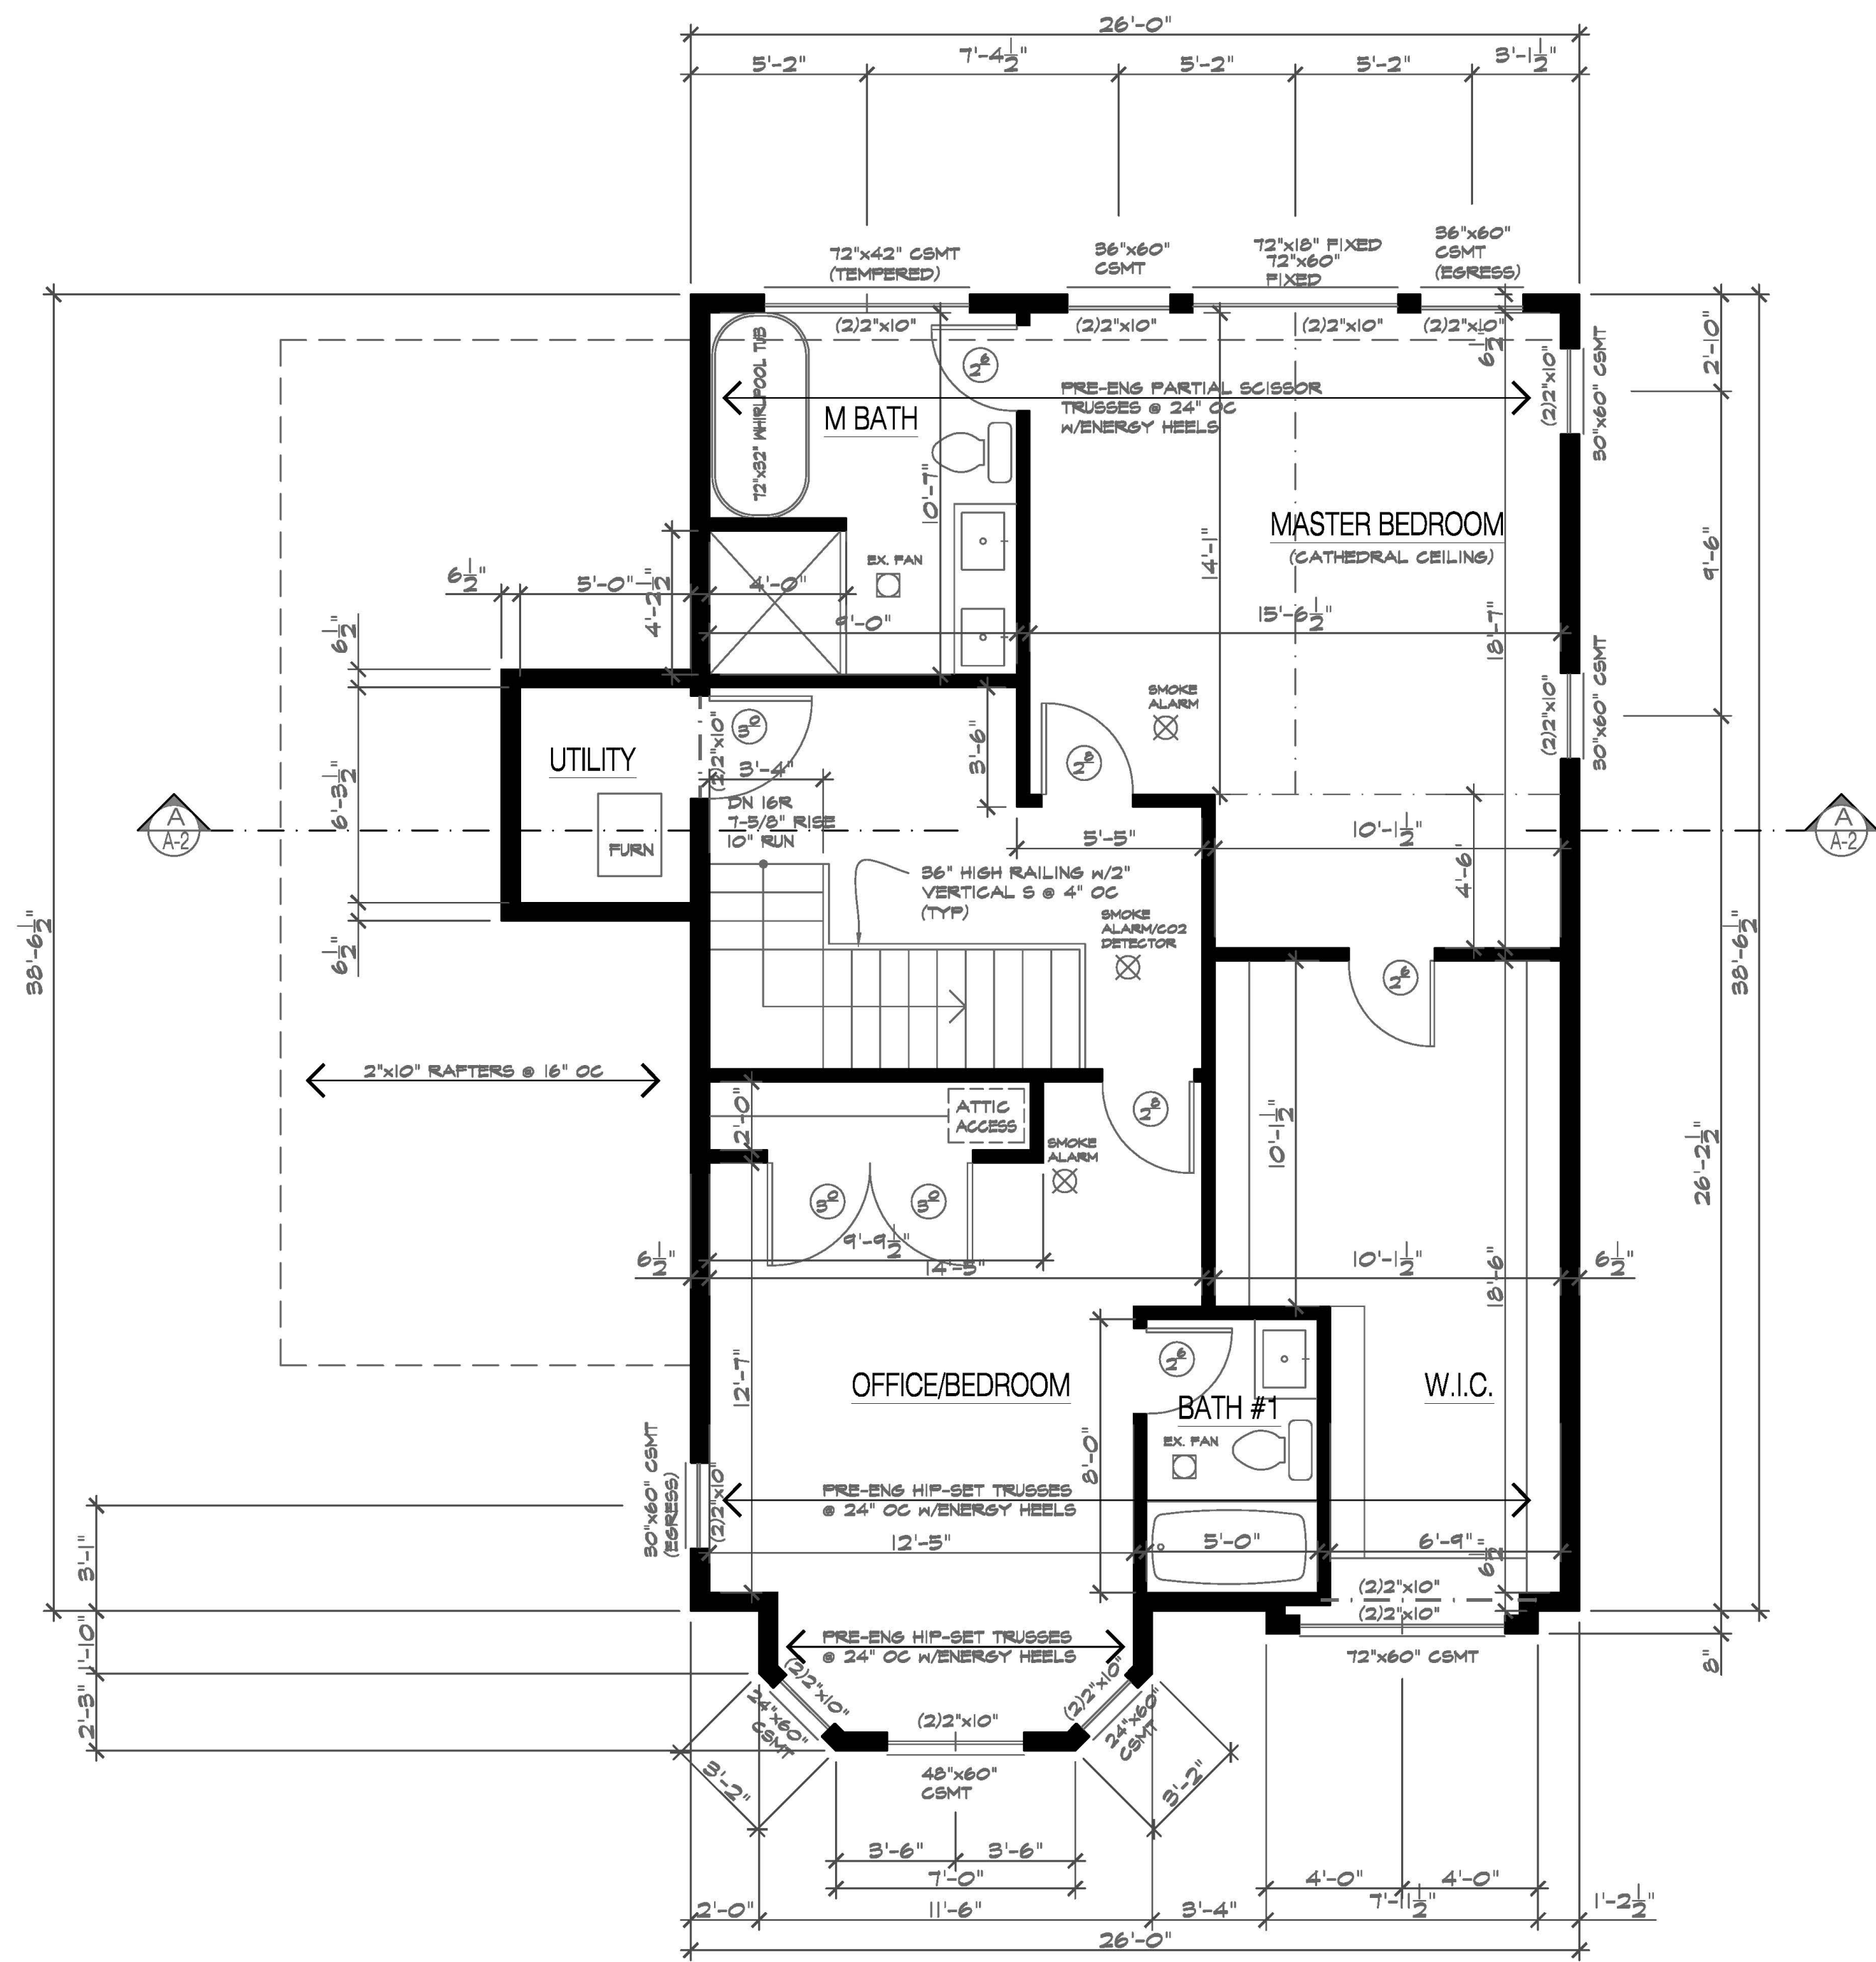 26'-0"
5'-2" 7'-4 1/2" 5'-2" 5'-2" 3'-1 1/2"
72"x42" CSMT
(TEMPERED)
36"x60"
CSMT
72"x18" FIXED
72"x60"
FIXED
36"x60"
CSMT
(EGRESS)
(2)2"x10" (2)2"x10" (2)2"x10" (2)2"x10"
6 1/2"
72"x32" WHIRLPOOL TUB
2⁶
M BATH
PRE-ENG PARTIAL SCISSOR
TRUSSES @ 24" OC
W/ENERGY HEELS
(2)2"x10"
30"x60" CSMT
2'-10"
10'-7"
MASTER BEDROOM
(CATHEDRAL CEILING)
14'-1"
9'-6"
EX. FAN
6 1/2"
5'-0"
4'-2 1/2"
4'-0"
9'-0"
15'-6 1/2"
18'-7"
6 1/2"
SMOKE
ALARM
(2)2"x10"
30"x60" CSMT
3⁰
(2)2"x10"
UTILITY
3'-6"
2⁸
3'-4"
6'-3 1/2"
DN 16R
7-5/8" RISE
10" RUN
A
A-2
FURN
5'-5"
10'-1 1/2"
4'-6"
A
A-2
36" HIGH RAILING W/2"
VERTICAL S @ 4" OC
(TYP)
SMOKE
ALARM/CO2
DETECTOR
6 1/2"
38'-6 1/2"
38'-6 1/2"
2⁶
2"x10" RAFTERS @ 16" OC
2'-0"
ATTIC
ACCESS
2⁸
SMOKE
ALARM
10'-1 1/2"
26'-2 1/2"
3⁰ 3⁰
9'-9 1/2"
6 1/2"
14'-5"
10'-1 1/2"
18'-6"
6 1/2"
12'-7"
OFFICE/BEDROOM
2⁶
BATH #1
W.I.C.
EX. FAN
8'-0"
30"x60" CSMT
(EGRESS)
(2)2"x10"
PRE-ENG HIP-SET TRUSSES
@ 24" OC W/ENERGY HEELS
12'-5"
5'-0"
6'-9"
6 1/2"
3'-1"
(2)2"x10"
(2)2"x10"
72"x60" CSMT
8"
1'-10"
PRE-ENG HIP-SET TRUSSES
@ 24" OC W/ENERGY HEELS
2'-3"
(2)2"x10"
24"x60"
CSMT
(2)2"x10"
(2)2"x10"
24"x60"
CSMT
3'-2"
48"x60"
CSMT
3'-2"
3'-6" 3'-6"
7'-0"
4'-0" 4'-0"
2'-0" 11'-6" 3'-4" 7'-11 1/2" 1'-2 1/2"
26'-0"